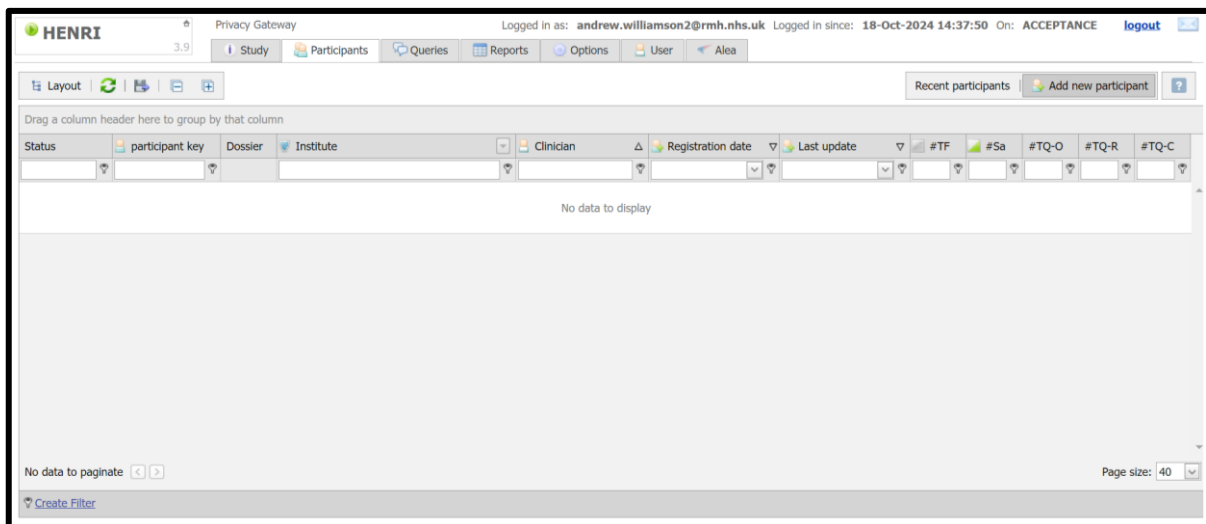 HENRI
3.9
Privacy Gateway
Logged in as: andrew.williamson2@rmh.nhs.uk Logged in since: 18-Oct-2024 14:37:50 On: ACCEPTANCE logout
i Study Participants Queries Reports Options User Alea
Layout Recent participants Add new participant ?
Drag a column header here to group by that column
Status participant key Dossier Institute Clinician Registration date Last update #TF #Sa #TQ-O #TQ-R #TQ-C
No data to display
No data to paginate < > Page size: 40
Create Filter